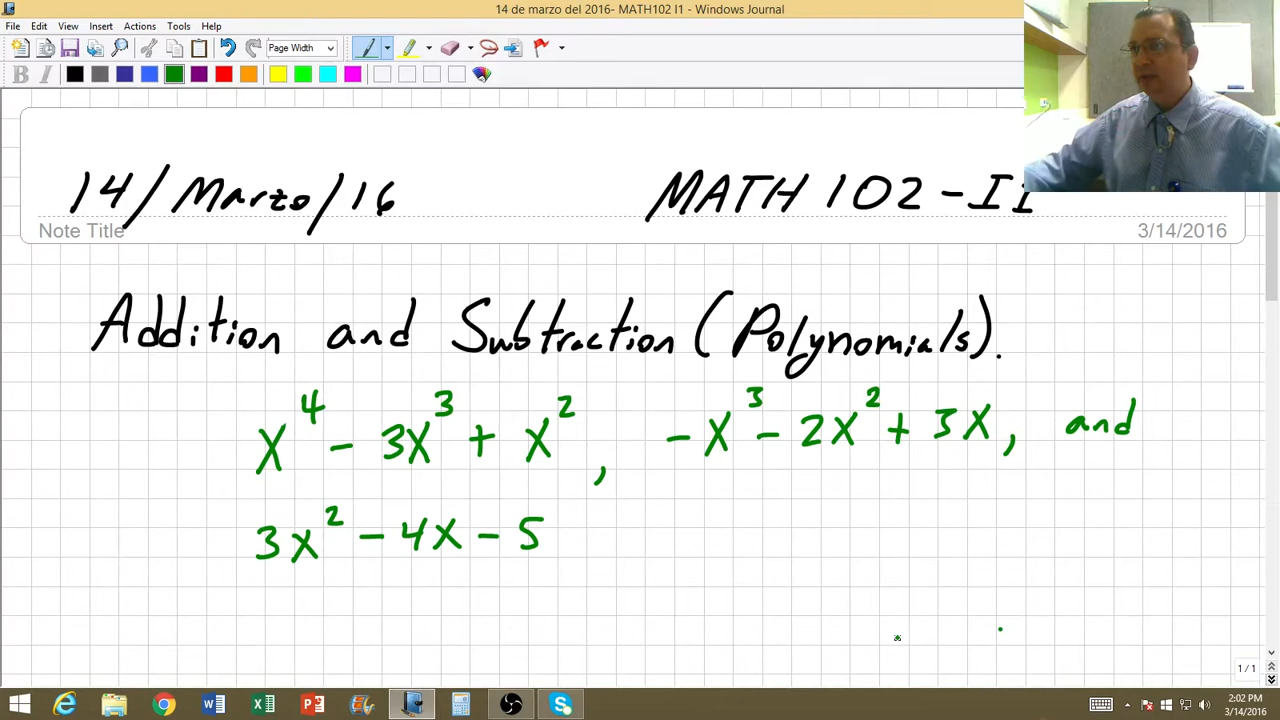 14 de marzo del 2016- MATH102 I1 - Windows Journal
File Edit View Insert Actions Tools Help
Page Width
B I
14/Marzo/16 MATH 102-II
Note Title 3/14/2016
Addition and Subtraction (Polynomials).
x⁴ - 3x³ + x², -x³ - 2x² + 3x, and
3x² - 4x - 5
1/1
2:02 PM
3/14/2016